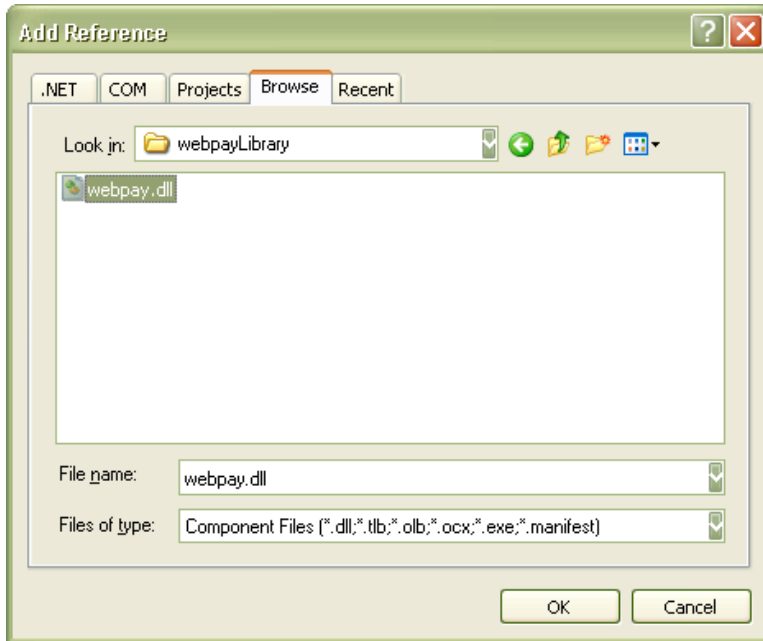 Add Reference
.NET COM Projects Browse Recent
Look in: webpayLibrary
webpay.dll
File name: webpay.dll
Files of type: Component Files (*.dll;*.tlb;*.olb;*.ocx;*.exe;*.manifest)
OK Cancel